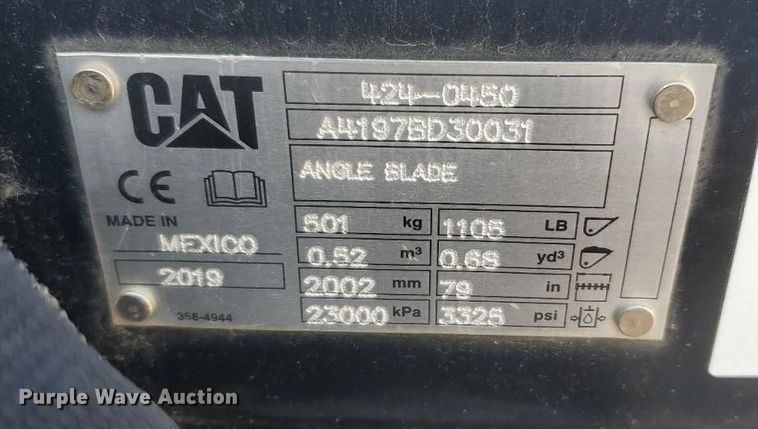 CAT
424-0450
A4197BD30031
ANGLE BLADE
CE
MADE IN
MEXICO
2019
358-4944
501 kg 1105 LB
0.52 m³ 0.68 yd³
2002 mm 79 in
23000 kPa 3325 psi
Purple Wave Auction